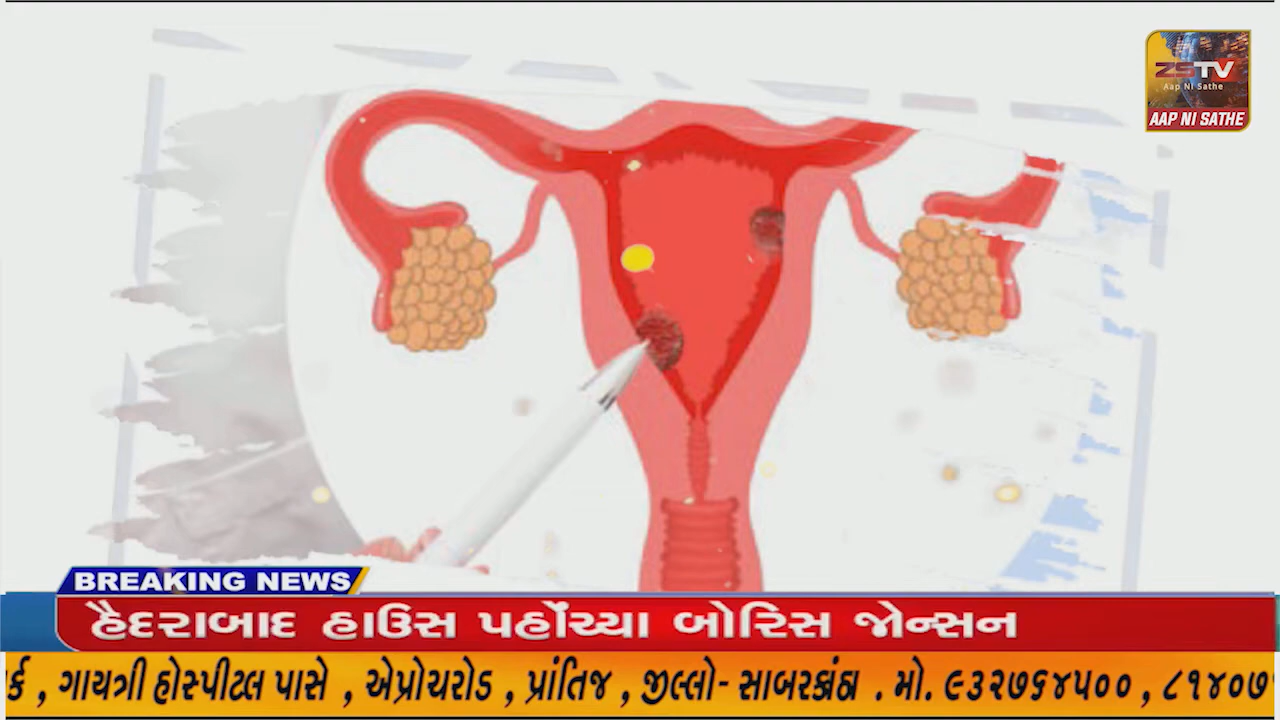 ZSTV
Aap Ni Sathe
AAP NI SATHE
BREAKING NEWS
હૈદરાબાદ હાઉસ પહોંચ્યા બોરિસ જોન્સન
ર્ક , ગાયત્રી હોસ્પીટલ પાસે , એપ્રોચરોડ , પ્રાંતિજ , જીલ્લો- સાબરકાંઠા . મો. ૯૩૨૭૬૪૫૦૦ , ૮૧૪૦૭